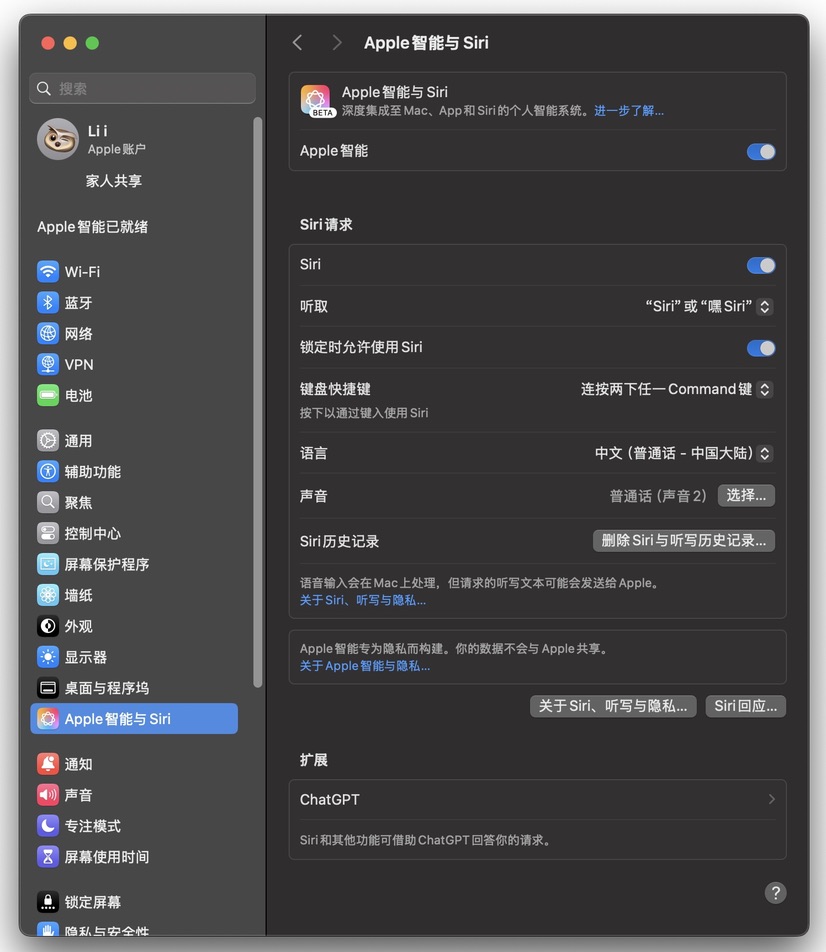 搜索
Li i
Apple账户
家人共享
Apple智能已就绪
Wi-Fi
蓝牙
网络
VPN
电池
通用
辅助功能
聚焦
控制中心
屏幕保护程序
墙纸
外观
显示器
桌面与程序坞
Apple智能与Siri
通知
声音
专注模式
屏幕使用时间
锁定屏幕
隐私与安全性
Apple智能与Siri
BETA
Apple智能与Siri
深度集成至Mac、App和Siri的个人智能系统。进一步了解...
Apple智能
Siri请求
Siri
听取 “Siri”或“嘿Siri”
锁定时允许使用Siri
键盘快捷键 连按两下任一Command键
按下以通过键入使用Siri
语言 中文（普通话 - 中国大陆）
声音 普通话（声音2） 选择...
Siri历史记录 删除Siri与听写历史记录...
语音输入会在Mac上处理，但请求的听写文本可能会发送给Apple。
关于Siri、听写与隐私...
Apple智能专为隐私而构建。你的数据不会与Apple共享。
关于Apple智能与隐私...
关于Siri、听写与隐私... Siri回应...
扩展
ChatGPT
Siri和其他功能可借助ChatGPT回答你的请求。
?